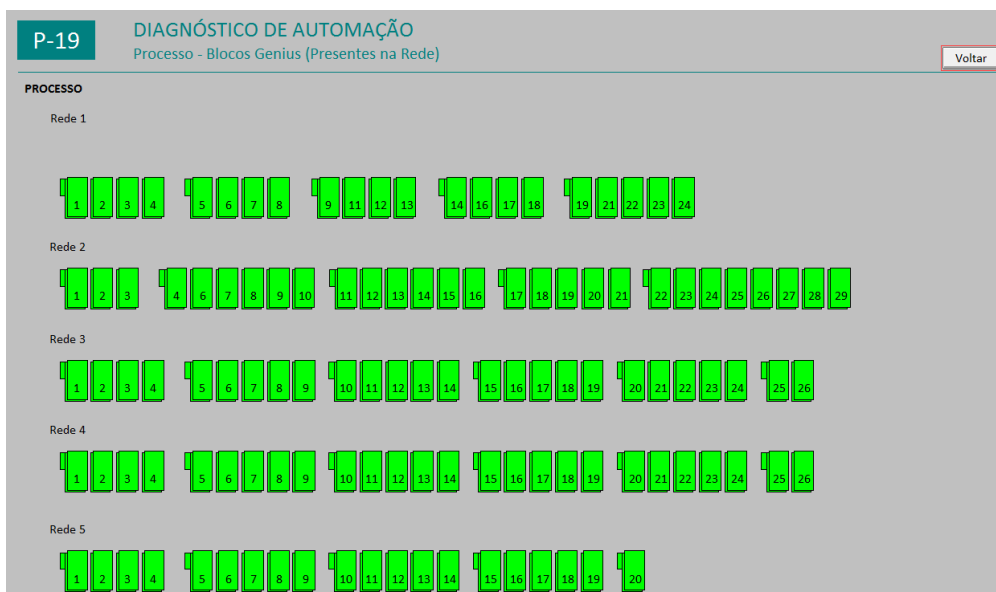 P-19
DIAGNÓSTICO DE AUTOMAÇÃO
Processo - Blocos Genius (Presentes na Rede)
Voltar
PROCESSO
Rede 1
1 2 3 4 5 6 7 8 9 11 12 13 14 16 17 18 19 21 22 23 24
Rede 2
1 2 3 4 6 7 8 9 10 11 12 13 14 15 16 17 18 19 20 21 22 23 24 25 26 27 28 29
Rede 3
1 2 3 4 5 6 7 8 9 10 11 12 13 14 15 16 17 18 19 20 21 22 23 24 25 26
Rede 4
1 2 3 4 5 6 7 8 9 10 11 12 13 14 15 16 17 18 19 20 21 22 23 24 25 26
Rede 5
1 2 3 4 5 6 7 8 9 10 11 12 13 14 15 16 17 18 19 20